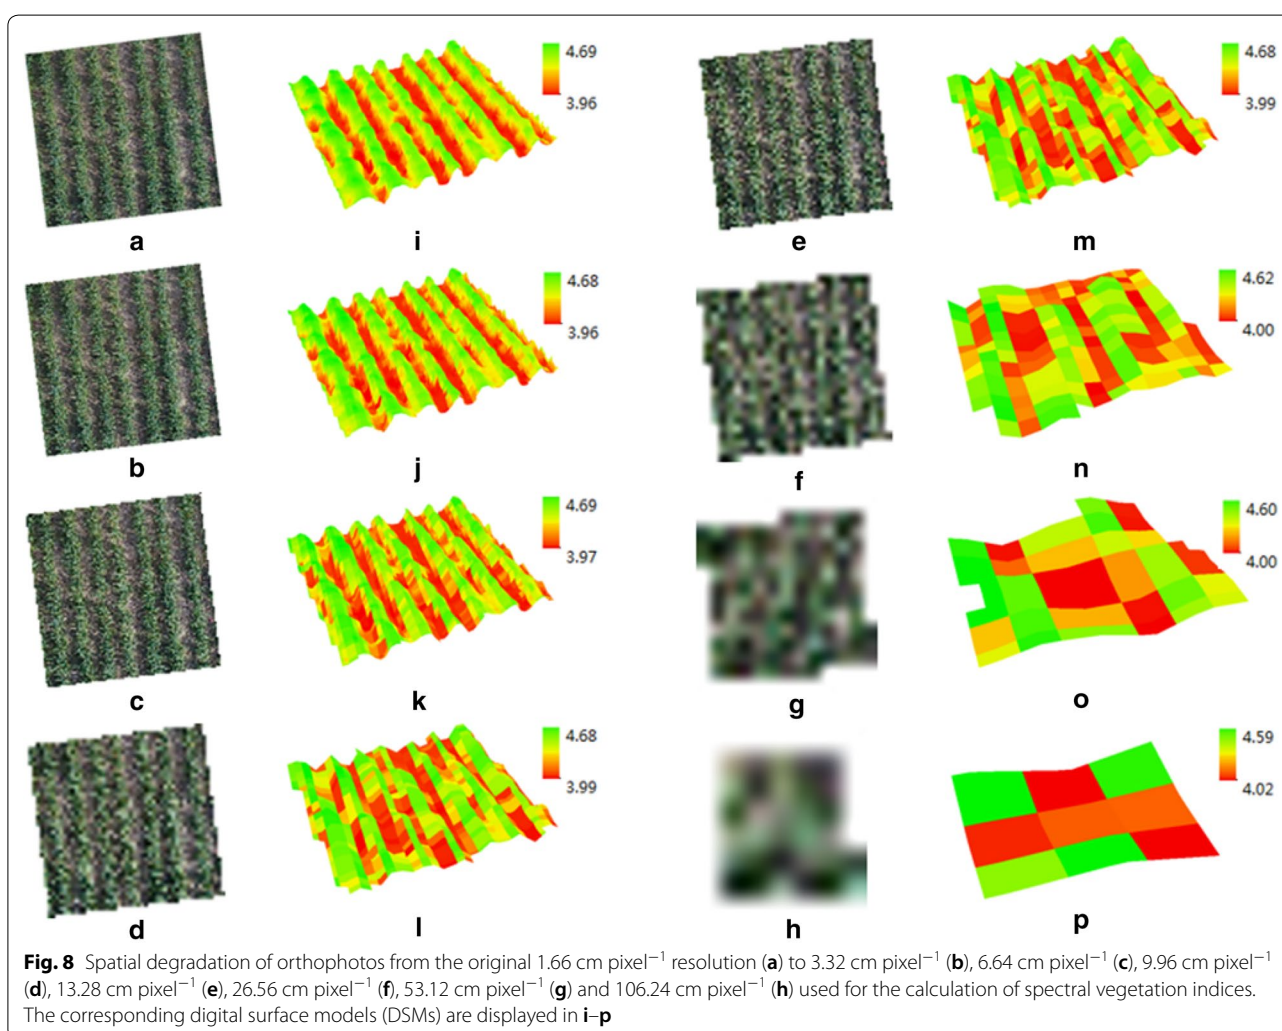 4.69
3.96
a
i
4.68
3.99
e
m
4.68
3.96
b
j
4.62
4.00
f
n
4.69
3.97
c
k
4.60
4.00
g
o
4.68
3.99
d
l
4.59
4.02
h
p
Fig. 8 Spatial degradation of orthophotos from the original 1.66 cm pixel⁻¹ resolution (a) to 3.32 cm pixel⁻¹ (b), 6.64 cm pixel⁻¹ (c), 9.96 cm pixel⁻¹
(d), 13.28 cm pixel⁻¹ (e), 26.56 cm pixel⁻¹ (f), 53.12 cm pixel⁻¹ (g) and 106.24 cm pixel⁻¹ (h) used for the calculation of spectral vegetation indices.
The corresponding digital surface models (DSMs) are displayed in i–p